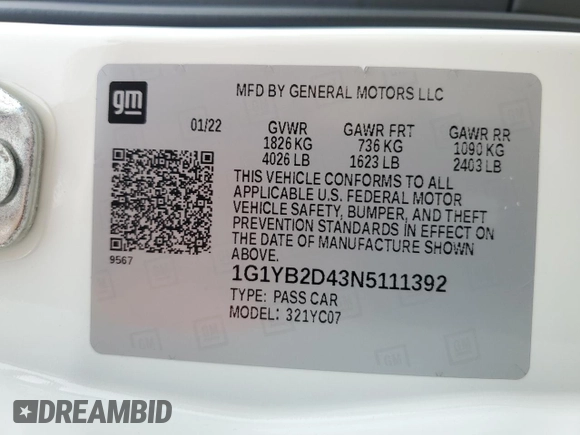 gm
MFD BY GENERAL MOTORS LLC
01/22 GVWR GAWR FRT GAWR RR
1826 KG 736 KG 1090 KG
4026 LB 1623 LB 2403 LB
THIS VEHICLE CONFORMS TO ALL
APPLICABLE U.S. FEDERAL MOTOR
VEHICLE SAFETY, BUMPER, AND THEFT
PREVENTION STANDARDS IN EFFECT ON
THE DATE OF MANUFACTURE SHOWN
ABOVE.
9567
1G1YB2D43N5111392
TYPE: PASS CAR
MODEL: 321YC07
DREAMBID